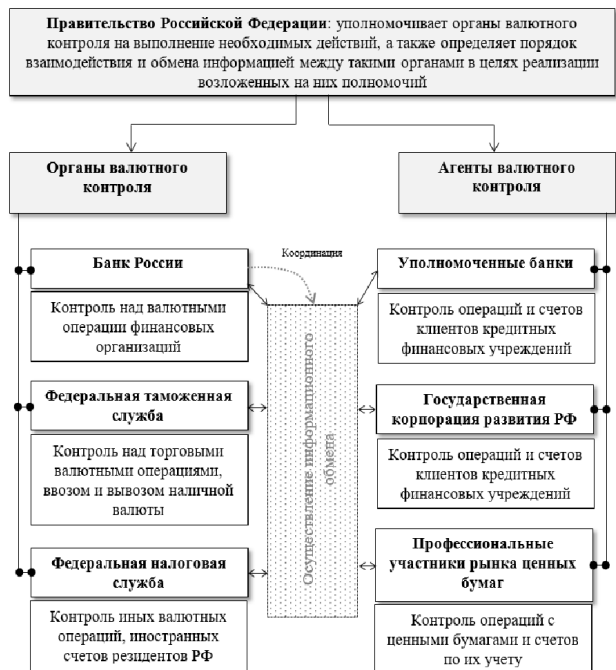 Правительство Российской Федерации: уполномочивает органы валютного
контроля на выполнение необходимых действий, а также определяет порядок
взаимодействия и обмена информацией между такими органами в целях реализации
возложенных на них полномочий
Органы валютного
контроля
Агенты валютного
контроля
Банк России
Контроль над валютными
операции финансовых
организаций
Федеральная таможенная
служба
Контроль над торговыми
валютными операциями,
ввозом и вывозом наличной
валюты
Федеральная налоговая
служба
Контроль иных валютных
операций, иностранных
счетов резидентов РФ
Координация
Осуществление информационного
обмена
Уполномоченные банки
Контроль операций и счетов
клиентов кредитных
финансовых учреждений
Государственная
корпорация развития РФ
Контроль операций и счетов
клиентов кредитных
финансовых учреждений
Профессиональные
участники рынка ценных
бумаг
Контроль операций с
ценными бумагами и счетов
по их учету